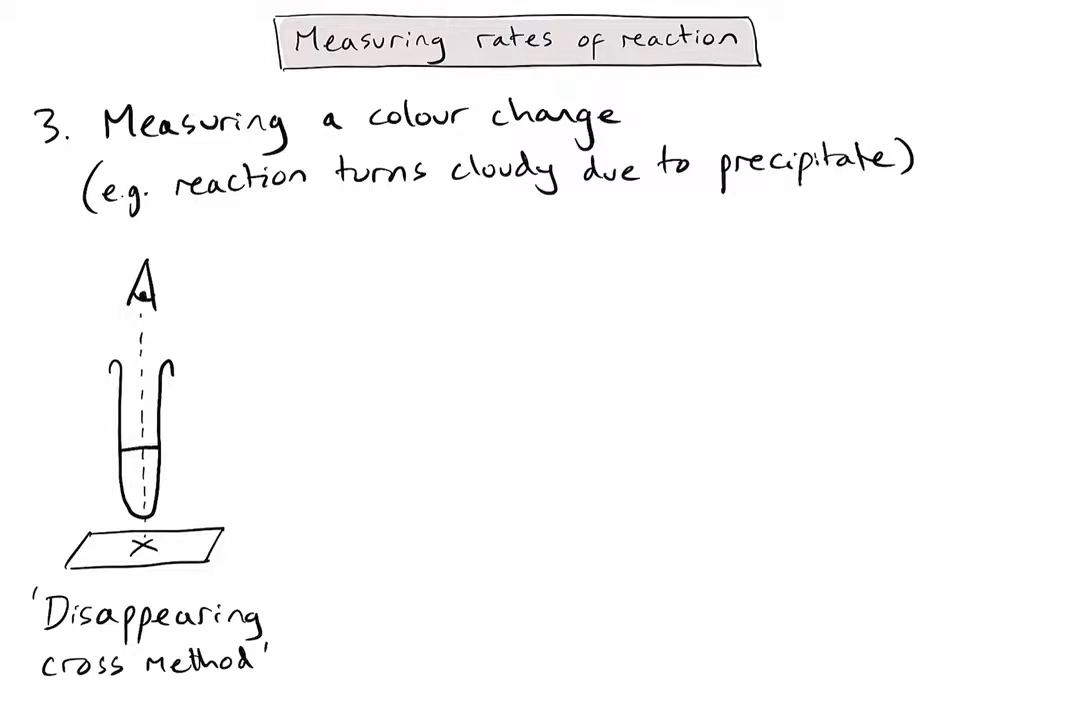 Measuring rates of reaction
3. Measuring a colour change
(e.g. reaction turns cloudy due to precipitate)
X
'Disappearing
cross method'